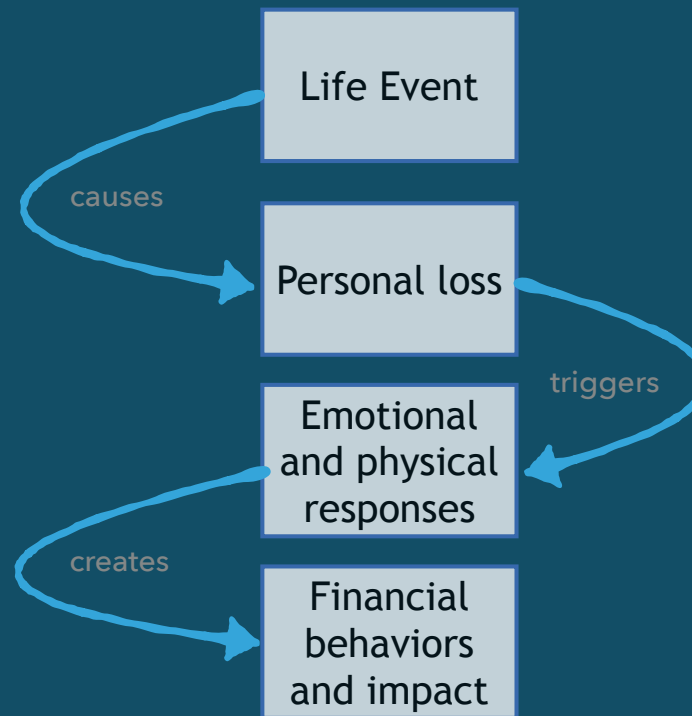 Life Event
causes
Personal loss
triggers
Emotional
and physical
responses
creates
Financial
behaviors
and impact